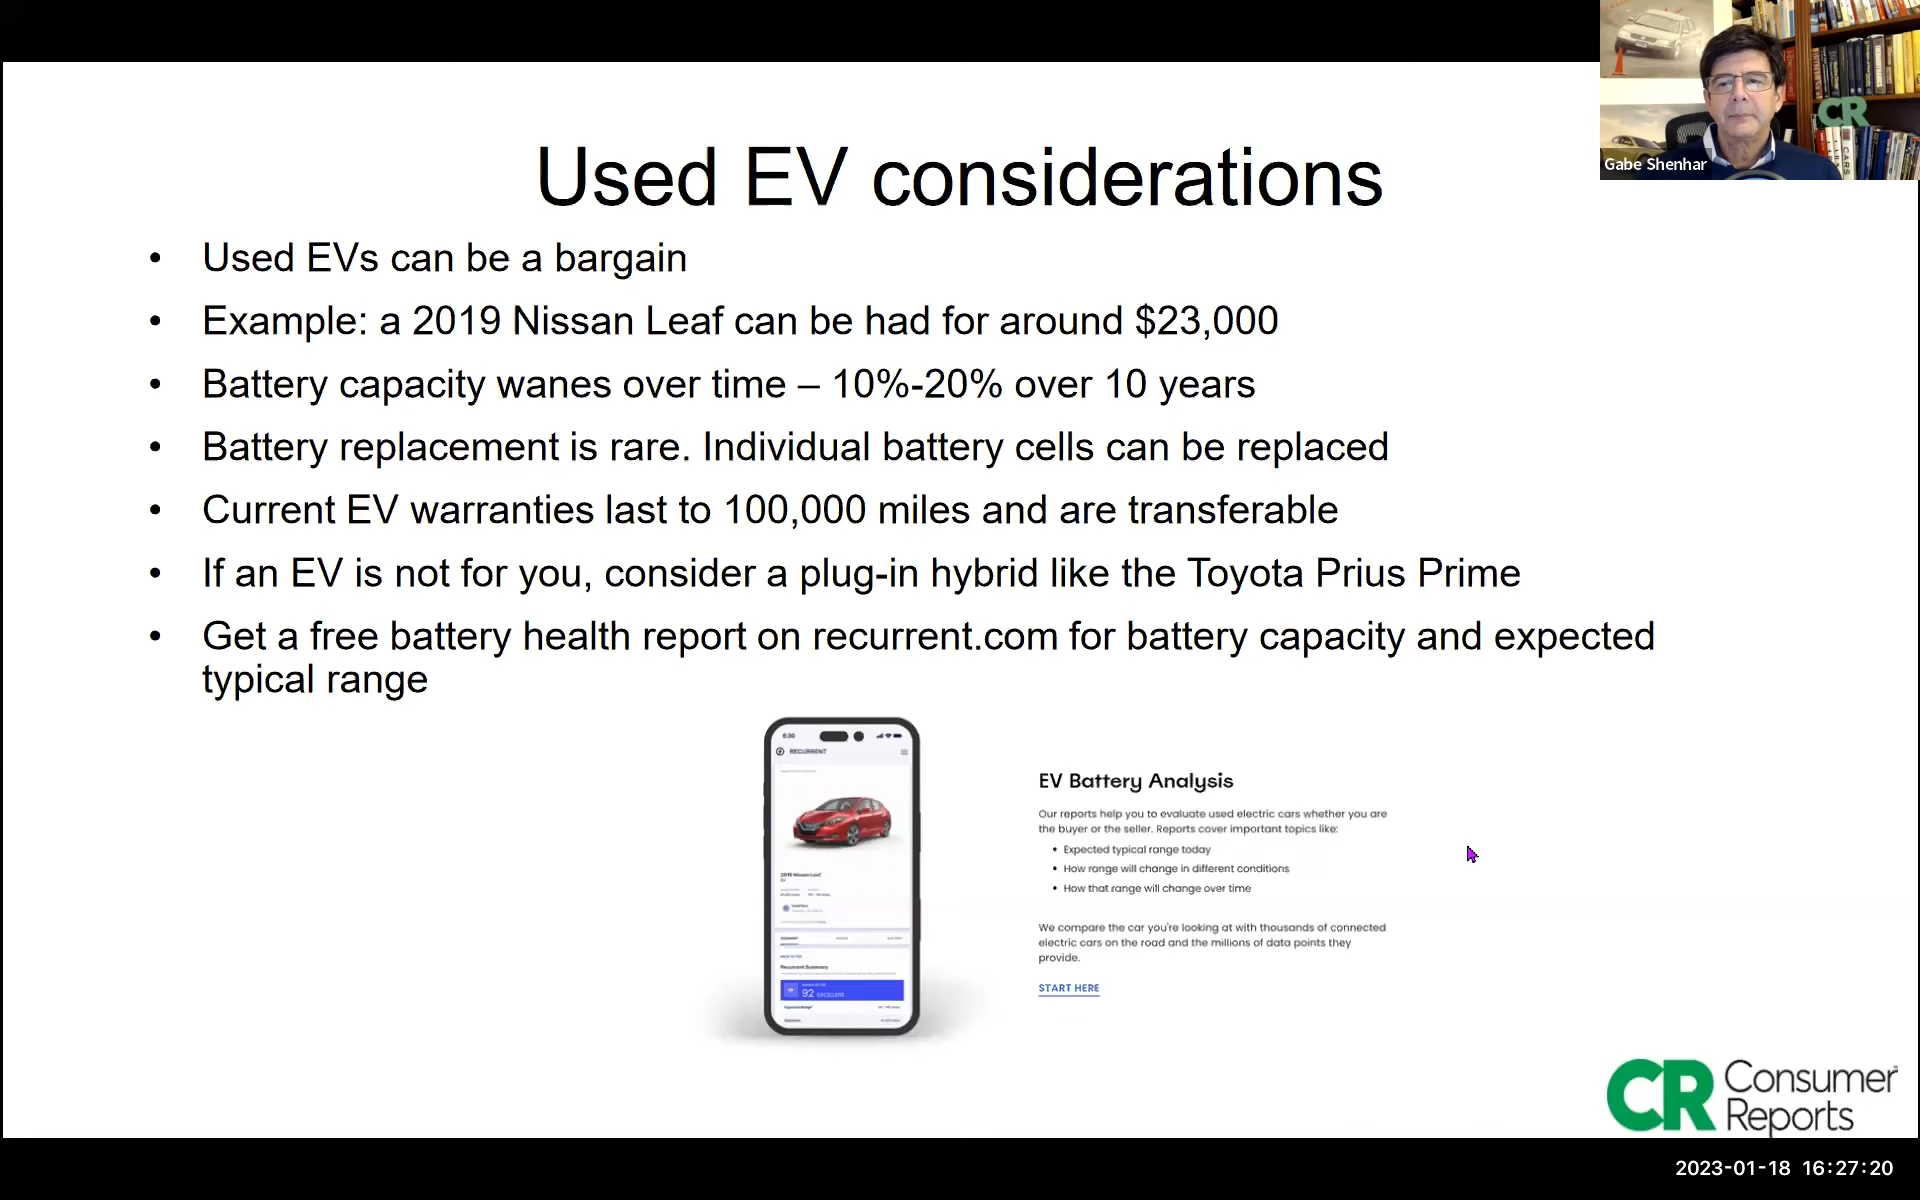 Used EV considerations
• Used EVs can be a bargain
• Example: a 2019 Nissan Leaf can be had for around $23,000
• Battery capacity wanes over time – 10%-20% over 10 years
• Battery replacement is rare. Individual battery cells can be replaced
• Current EV warranties last to 100,000 miles and are transferable
• If an EV is not for you, consider a plug-in hybrid like the Toyota Prius Prime
• Get a free battery health report on recurrent.com for battery capacity and expected
typical range
CR
CARS
Gabe Shenhar
RECURRENT
Recurrent Summary
92 EXCELLENT
EV Battery Analysis
Our reports help you to evaluate used electric cars whether you are
the buyer or the seller. Reports cover important topics like:
• Expected typical range today
• How range will change in different conditions
• How that range will change over time
We compare the car you're looking at with thousands of connected
electric cars on the road and the millions of data points they
provide.
START HERE
CR Consumer
Reports
2023-01-18 16:27:20